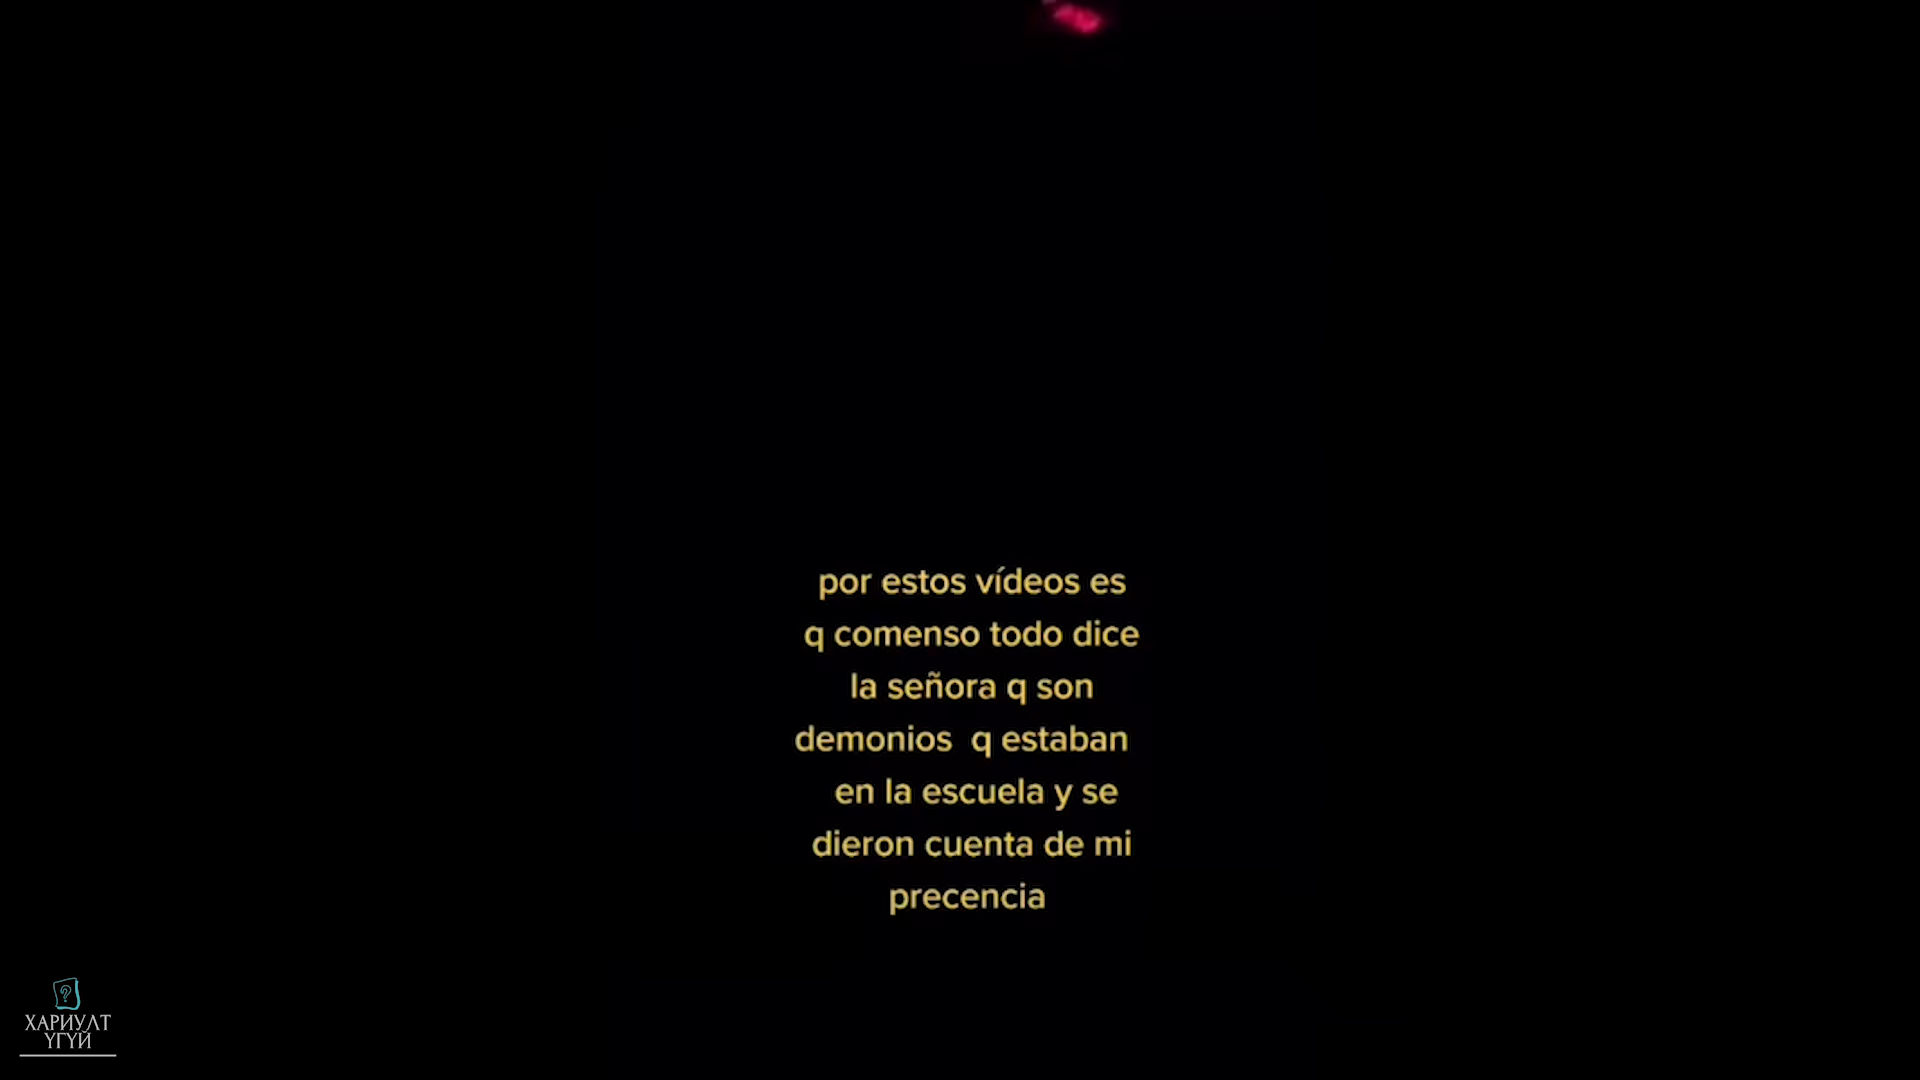 por estos vídeos es
q comenso todo dice
la señora q son
demonios q estaban
en la escuela y se
dieron cuenta de mi
precencia
?
ХАРИУЛТ
ҮГҮЙ